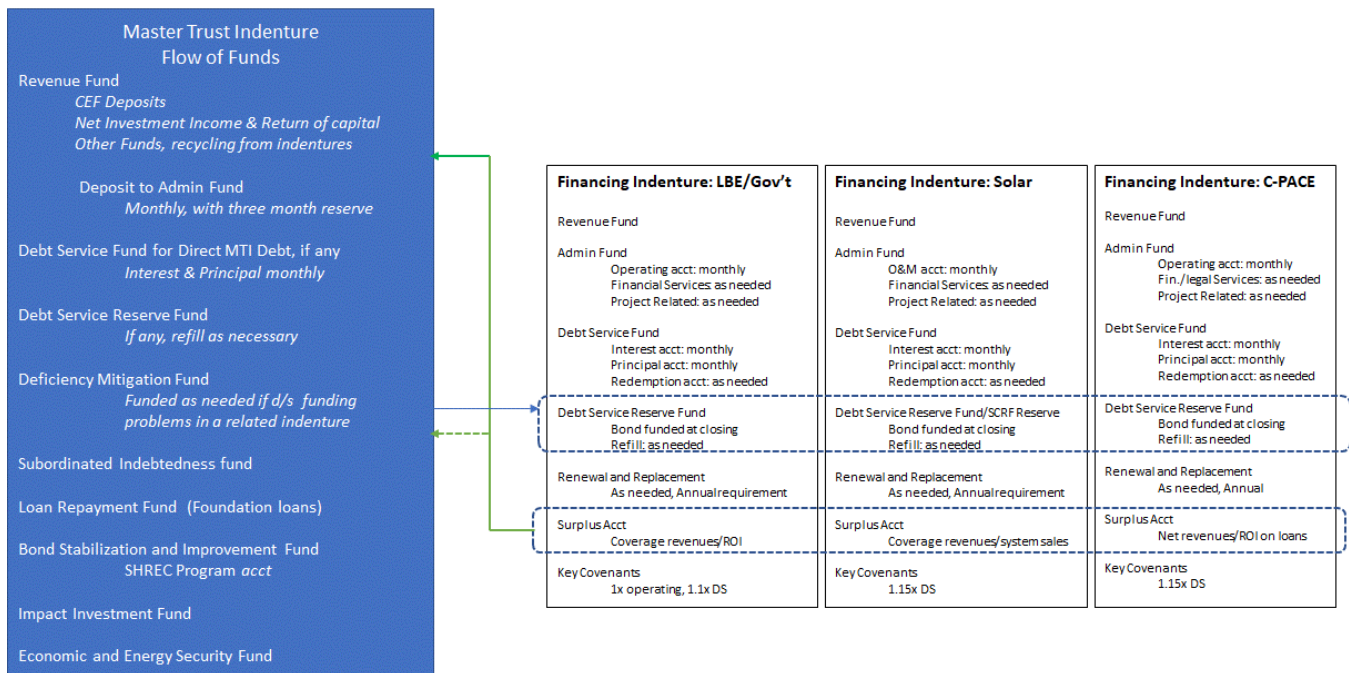 Master Trust Indenture
Flow of Funds
Revenue Fund
CEF Deposits
Net Investment Income & Return of capital
Other Funds, recycling from indentures
Deposit to Admin Fund
Monthly, with three month reserve
Debt Service Fund for Direct MTI Debt, if any
Interest & Principal monthly
Debt Service Reserve Fund
If any, refill as necessary
Deficiency Mitigation Fund
Funded as needed if d/s funding
problems in a related indenture
Subordinated Indebtedness fund
Loan Repayment Fund (Foundation loans)
Bond Stabilization and Improvement Fund
SHREC Program acct
Impact Investment Fund
Economic and Energy Security Fund
Financing Indenture: LBE/Gov’t
Revenue Fund
Admin Fund
Operating acct: monthly
Financial Services: as needed
Project Related: as needed
Debt Service Fund
Interest acct: monthly
Principal acct: monthly
Redemption acct: as needed
Debt Service Reserve Fund
Bond funded at closing
Refill: as needed
Renewal and Replacement
As needed, Annual requirement
Surplus Acct
Coverage revenues/ROI
Key Covenants
1x operating, 1.1x DS
Financing Indenture: Solar
Revenue Fund
Admin Fund
O&M acct: monthly
Financial Services: as needed
Project Related: as needed
Debt Service Fund
Interest acct: monthly
Principal acct: monthly
Redemption acct: as needed
Debt Service Reserve Fund/SCRF Reserve
Bond funded at closing
Refill: as needed
Renewal and Replacement
As needed, Annual requirement
Surplus Acct
Coverage revenues/system sales
Key Covenants
1.15x DS
Financing Indenture: C-PACE
Revenue Fund
Admin Fund
Operating acct: monthly
Fin./legal Services: as needed
Project Related: as needed
Debt Service Fund
Interest acct: monthly
Principal acct: monthly
Redemption acct: as needed
Debt Service Reserve Fund
Bond funded at closing
Refill: as needed
Renewal and Replacement
As needed, Annual
Surplus Acct
Net revenues/ROI on loans
Key Covenants
1.15x DS